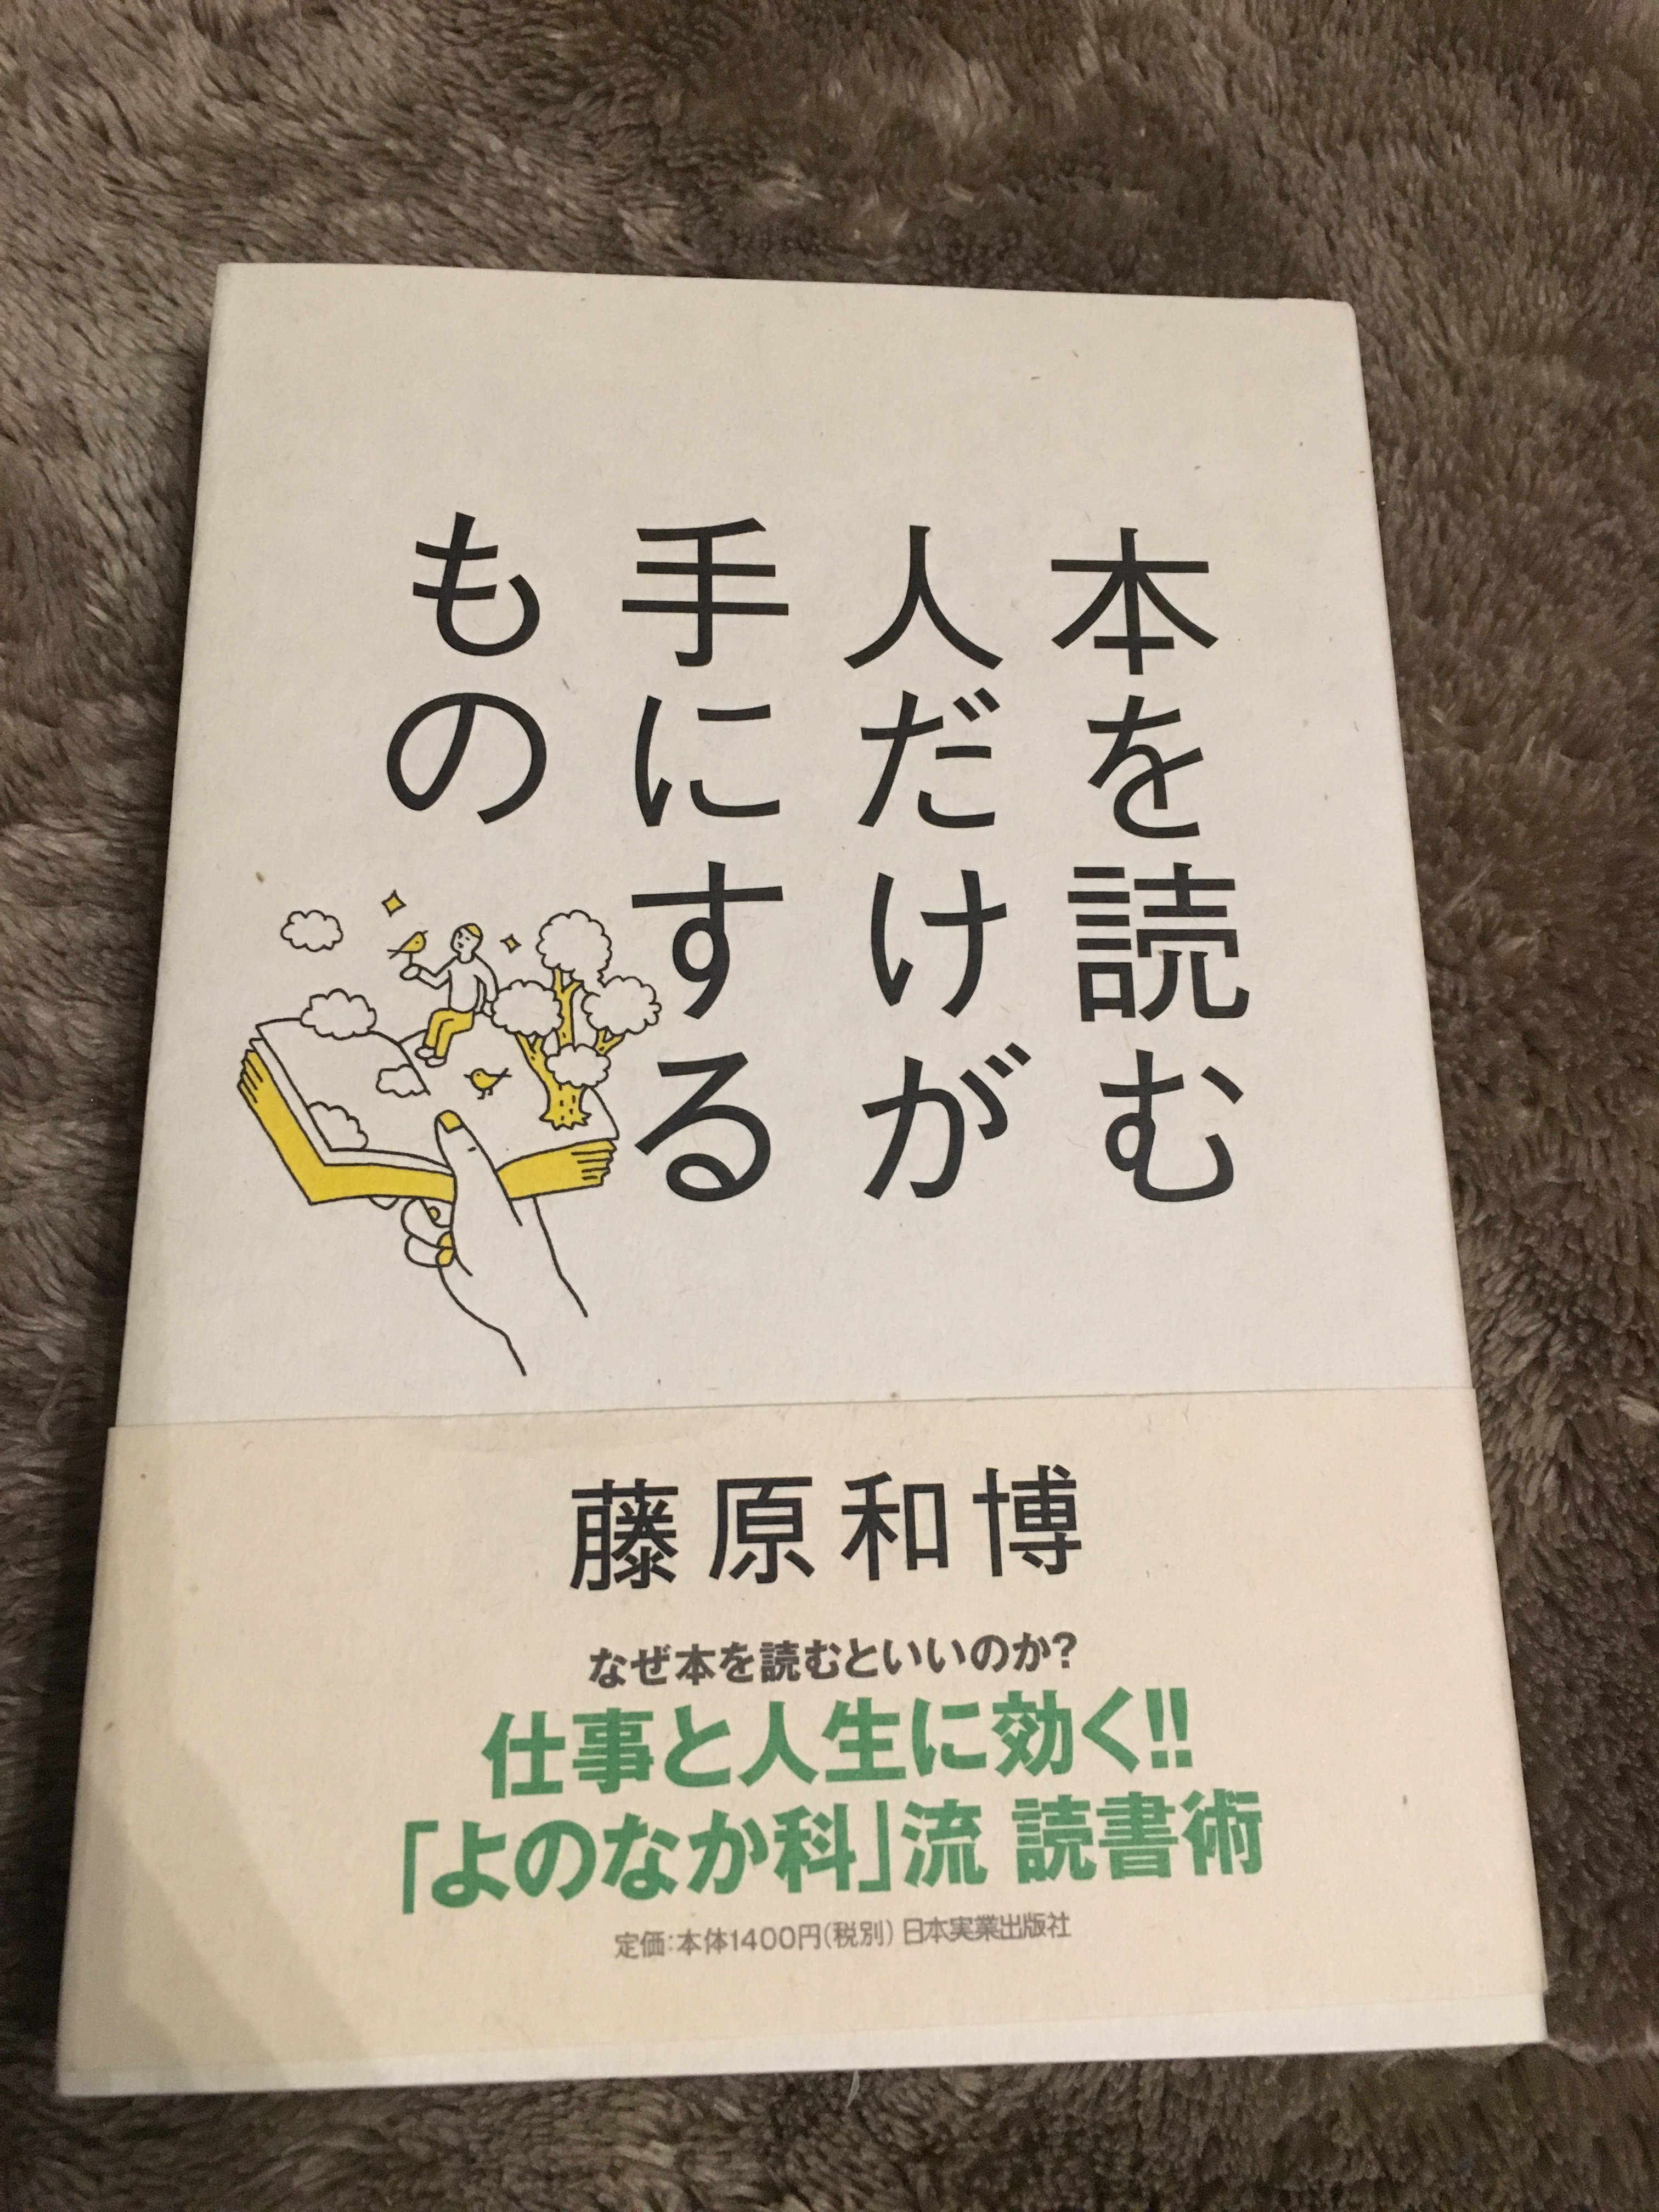 本を読む
人だけが
手にする
もの
藤原和博
なぜ本を読むといいのか?
仕事と人生に効く!!
「よのなか科」流 読書術
定価:本体1400円(税別) 日本実業出版社